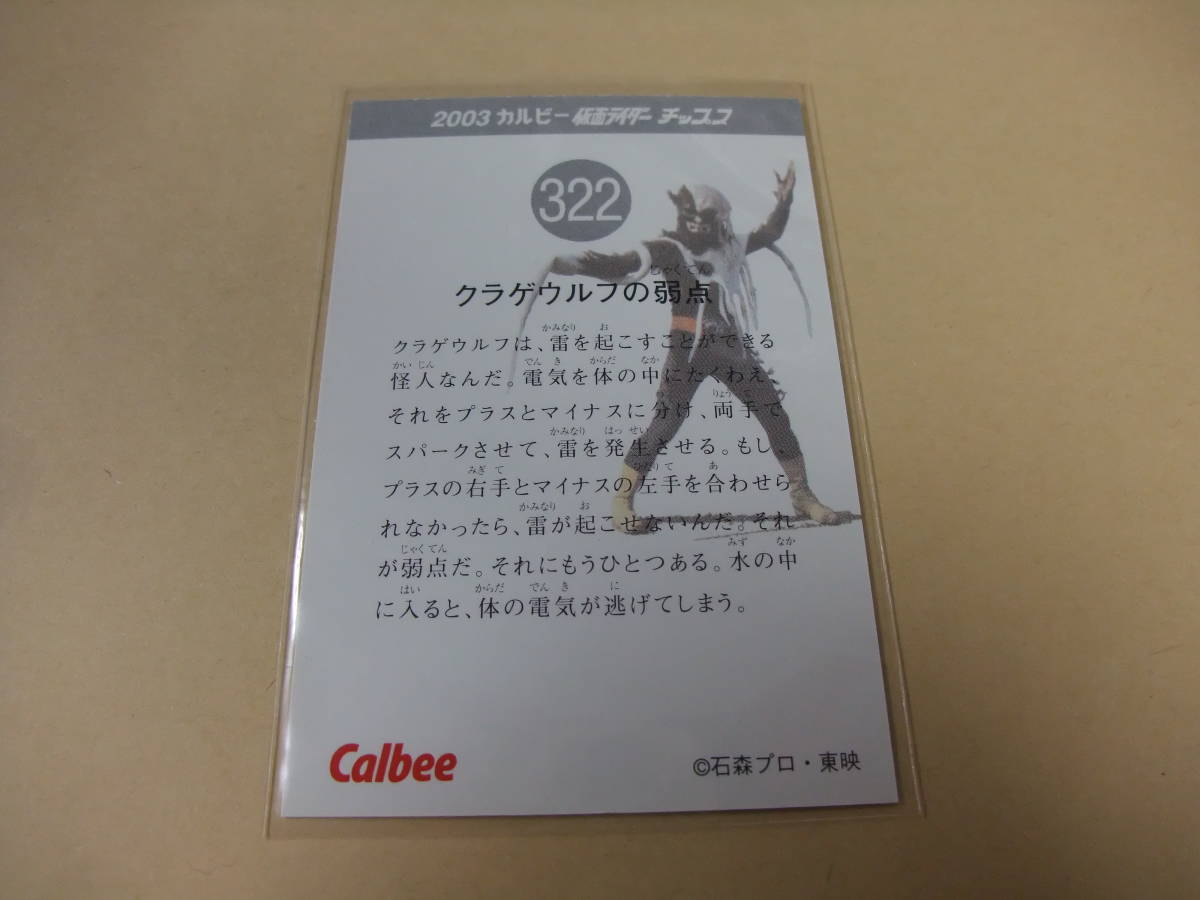 2003 カルビー 仮面ライダー チップス
322
じゃくてん
クラゲウルフの弱点
かみなり お
クラゲウルフは、雷を起こすことができる
かいじん でんき からだ なか
怪人なんだ。電気を体の中にたくわえ、
わ りょうて
それをプラスとマイナスに分け、両手で
かみなり はっせい
スパークさせて、雷を発生させる。もし、
みぎて ひだりて あ
プラスの右手とマイナスの左手を合わせら
かみなり お
れなかったら、雷が起こせないんだ。それ
じゃくてん みず なか
が弱点だ。それにもうひとつある。水の中
はい からだ でんき に
に入ると、体の電気が逃げてしまう。
Calbee
©石森プロ・東映